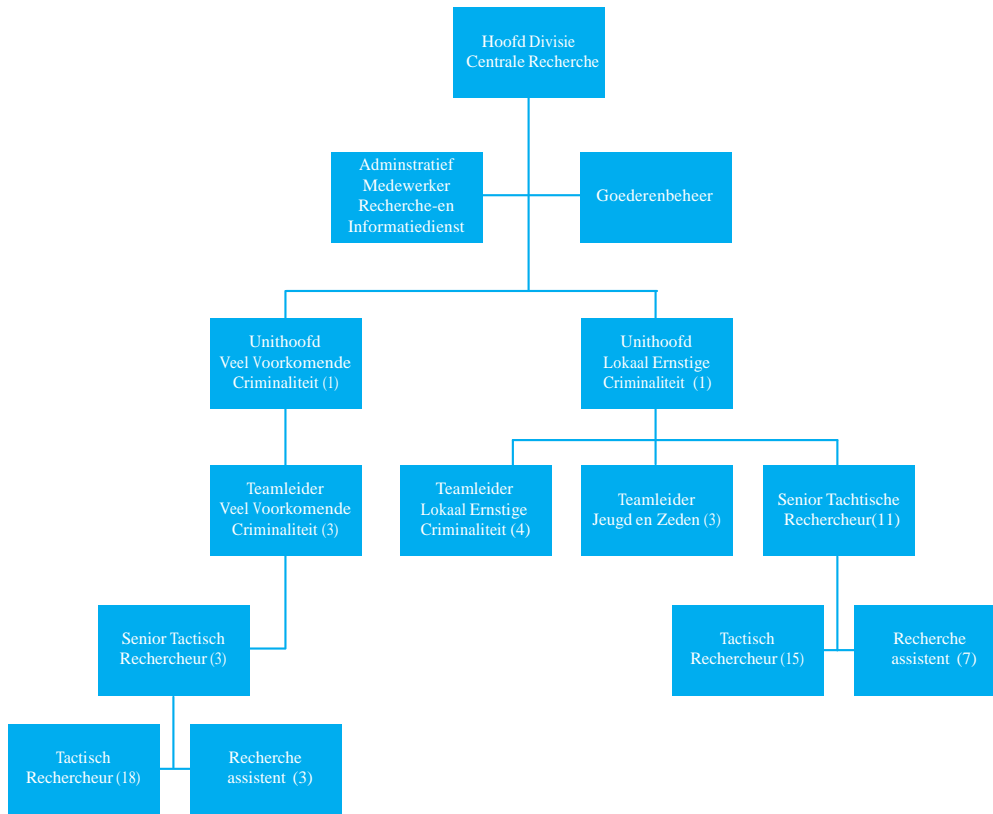 Hoofd Divisie
Centrale Recherche
Adminstratief
Medewerker
Recherche-en
Informatiedienst
Goederenbeheer
Unithoofd
Veel Voorkomende
Criminaliteit (1)
Unithoofd
Lokaal Ernstige
Criminaliteit (1)
Teamleider
Veel Voorkomende
Criminaliteit (3)
Teamleider
Lokaal Ernstige
Criminaliteit (4)
Teamleider
Jeugd en Zeden (3)
Senior Tachtische
Rechercheur(11)
Senior Tactisch
Rechercheur (3)
Tactisch
Rechercheur (15)
Recherche
assistent (7)
Tactisch
Rechercheur (18)
Recherche
assistent (3)